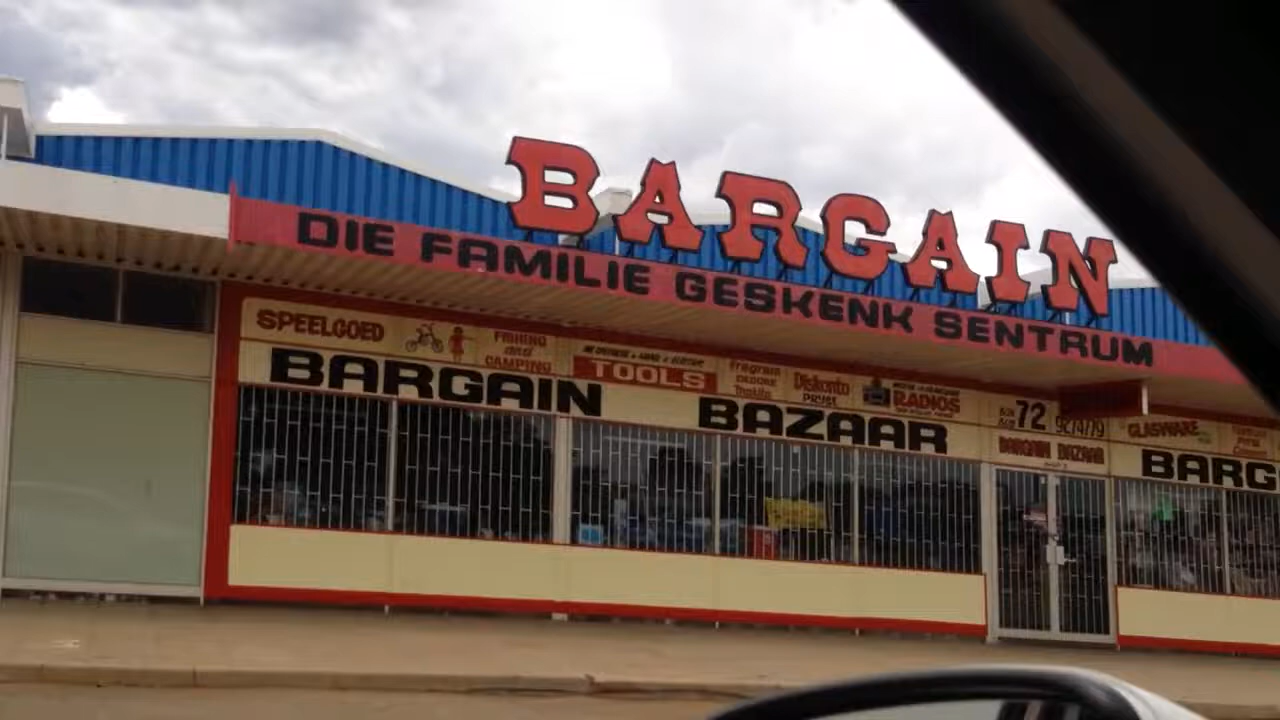 BARGAIN
DIE FAMILIE GESKENK SENTRUM
SPEELGOED
FISHING
and
CAMPING
TOOLS
Diskonto
PRYSE
RADIOS
72
GLASWARE
BARGAIN BAZAAR
BARGAIN BAZAAR
BARG